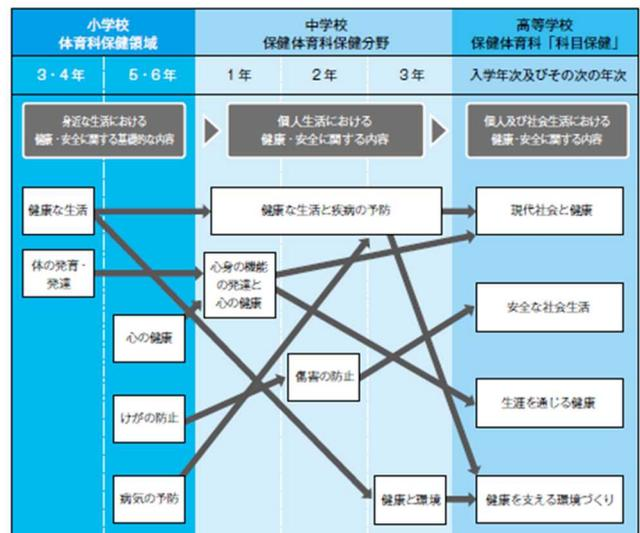 小学校
体育科保健領域
中学校
保健体育科保健分野
高等学校
保健体育科「科目保健」
3・4年
5・6年
1年
2年
3年
入学年次及びその次の年次
身近な生活における
健康・安全に関する基礎的な内容
個人生活における
健康・安全に関する内容
個人及び社会生活における
健康・安全に関する内容
健康な生活
健康な生活と疾病の予防
現代社会と健康
体の発育・
発達
心身の機能
の発達と
心の健康
心の健康
安全な社会生活
傷害の防止
けがの防止
生涯を通じる健康
病気の予防
健康と環境
健康を支える環境づくり